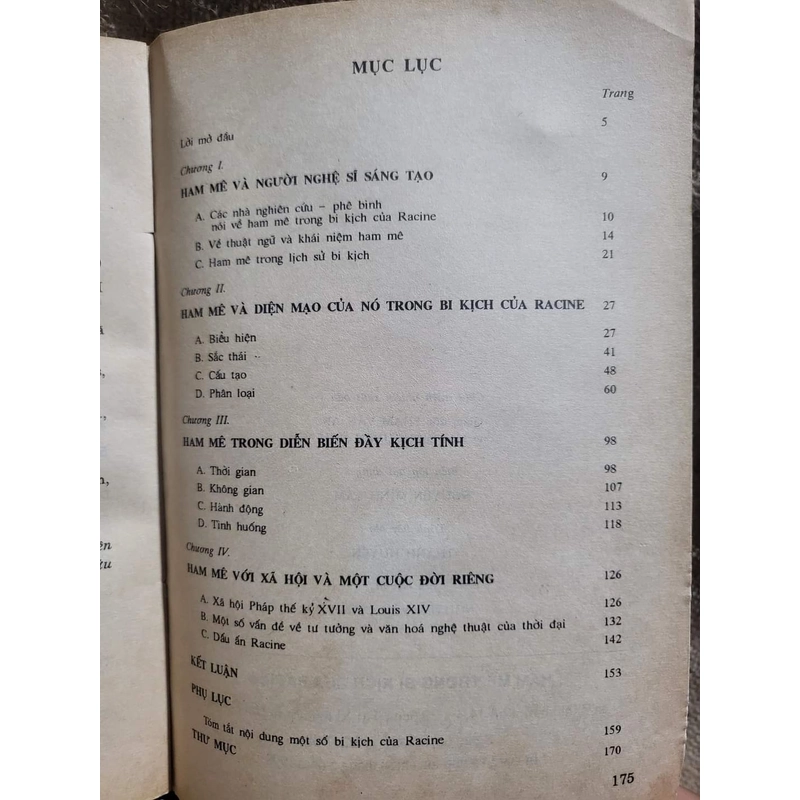 MỤC LỤC
Trang
Lời mở đầu 5
Chương I.
HAM MÊ VÀ NGƯỜI NGHỆ SĨ SÁNG TẠO 9
A. Các nhà nghiên cứu – phê bình
nói về ham mê trong bi kịch của Racine 10
B. Về thuật ngữ và khái niệm ham mê 14
C. Ham mê trong lịch sử bi kịch 21
Chương II.
HAM MÊ VÀ DIỆN MẠO CỦA NÓ TRONG BI KỊCH CỦA RACINE 27
A. Biểu hiện 27
B. Sắc thái 41
C. Cấu tạo 48
D. Phân loại 60
Chương III.
HAM MÊ TRONG DIỄN BIẾN ĐẦY KỊCH TÍNH 98
A. Thời gian 98
B. Không gian 107
C. Hành động 113
D. Tình huống 118
Chương IV.
HAM MÊ VỚI XÃ HỘI VÀ MỘT CUỘC ĐỜI RIÊNG 126
A. Xã hội Pháp thế kỷ XVII và Louis XIV 126
B. Một số vấn đề về tư tưởng và văn hoá nghệ thuật của thời đại 132
C. Dấu ấn Racine 142
KẾT LUẬN 153
PHỤ LỤC
Tóm tắt nội dung một số bi kịch của Racine 159
THƯ MỤC 170
175